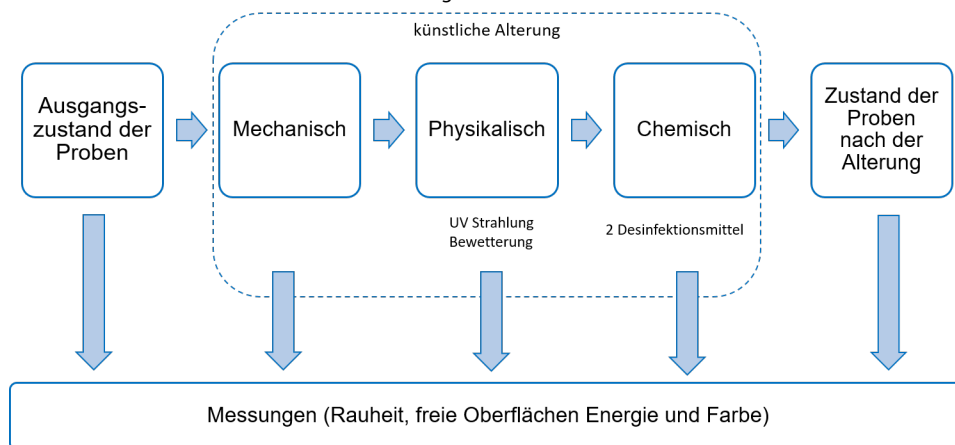 künstliche Alterung
Ausgangs-
zustand der
Proben
Mechanisch
Physikalisch
Chemisch
Zustand der
Proben
nach der
Alterung
UV Strahlung
Bewetterung
2 Desinfektionsmittel
Messungen (Rauheit, freie Oberflächen Energie und Farbe)